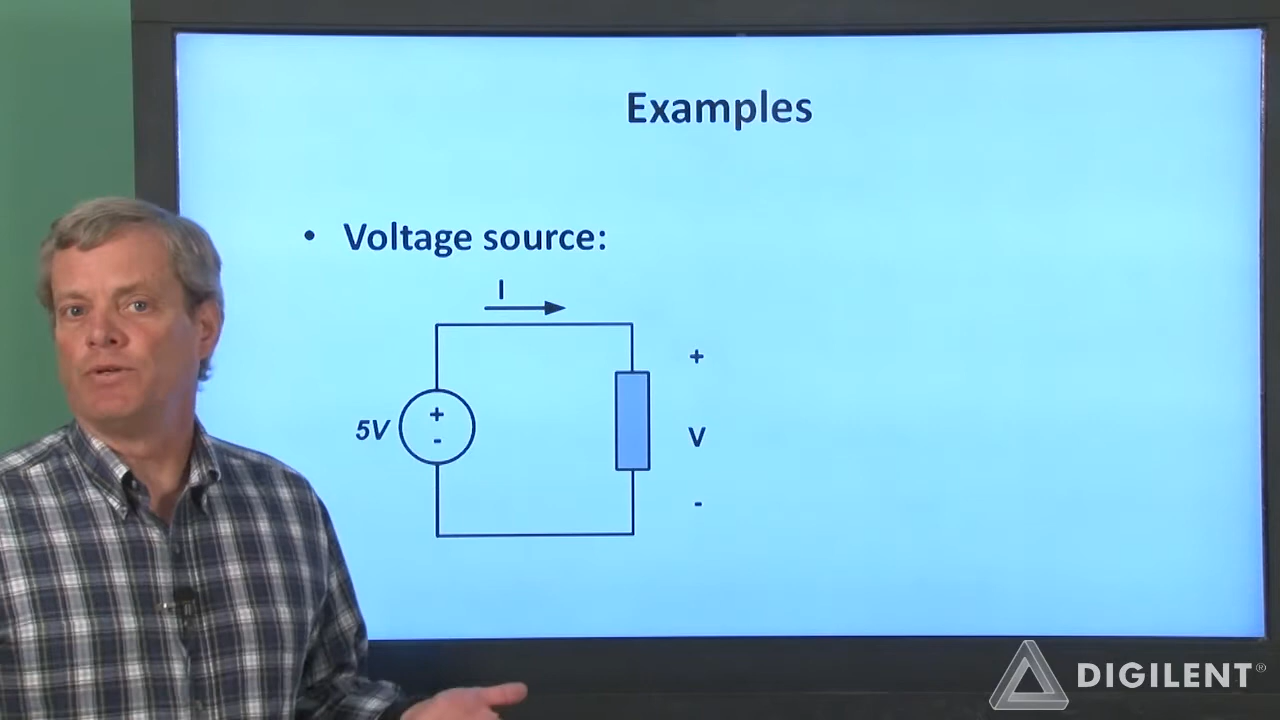 Examples
• Voltage source:
I
+
5V
+
-
V
-
DIGILENT®